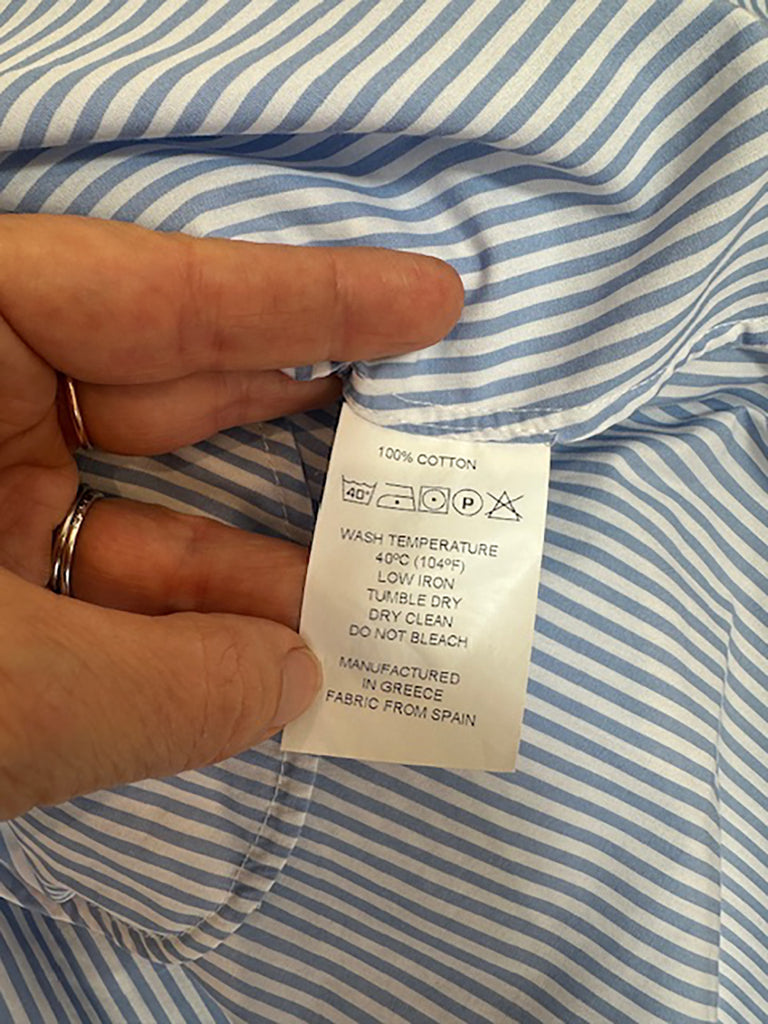 100% COTTON
40° P
WASH TEMPERATURE
40ºC (104ºF)
LOW IRON
TUMBLE DRY
DRY CLEAN
DO NOT BLEACH
MANUFACTURED
IN GREECE
FABRIC FROM SPAIN